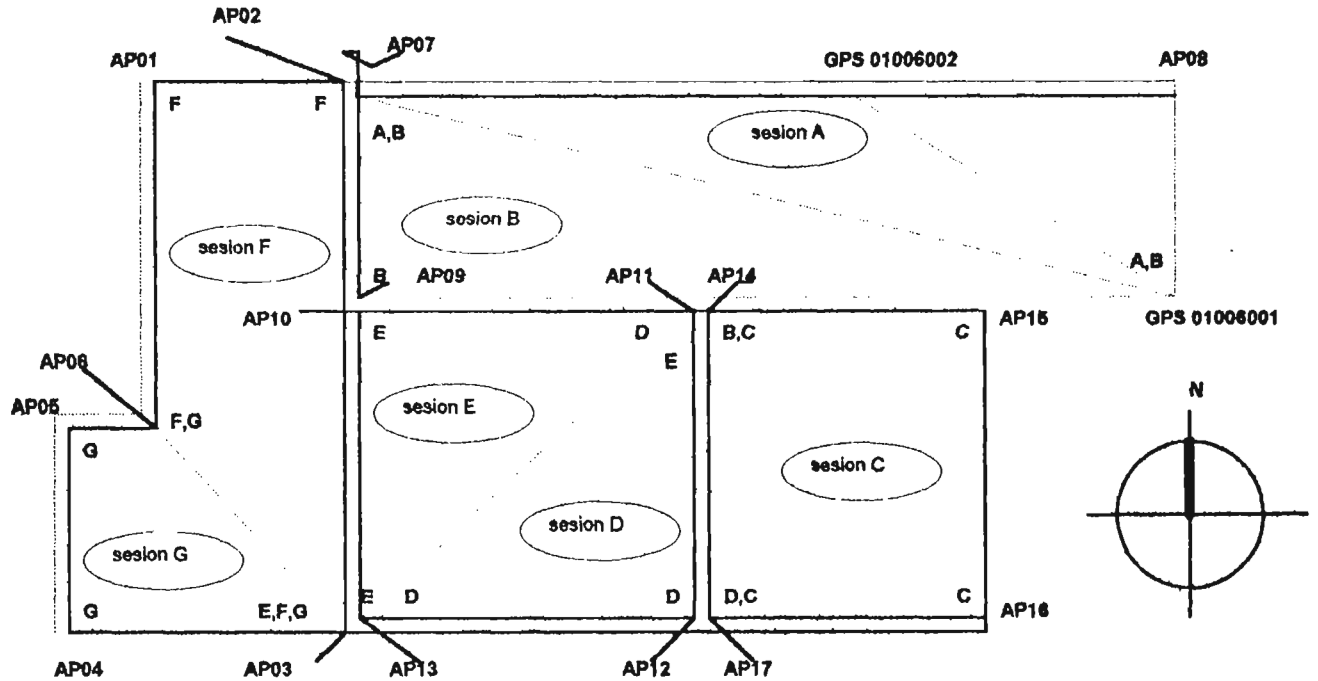 AP02
AP07
AP01
GPS 01006002
AP08
F
F
A,B
sesion A
sesion B
sesion F
A,B
B
AP09
AP11
AP14
AP10
E
D
B,C
C
AP15
GPS 01006001
E
AP06
AP05
F,G
sesion E
N
G
sesion C
sesion D
sesion G
G
E,F,G
E
D
D
D,C
C
AP16
AP04
AP03
AP13
AP12
AP17